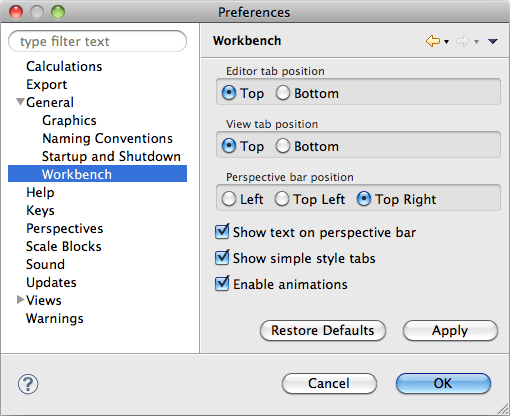 Preferences
type filter text
Calculations
Export
General
Graphics
Naming Conventions
Startup and Shutdown
Workbench
Help
Keys
Perspectives
Scale Blocks
Sound
Updates
Views
Warnings
Workbench
Editor tab position
Top Bottom
View tab position
Top Bottom
Perspective bar position
Left Top Left Top Right
Show text on perspective bar
Show simple style tabs
Enable animations
Restore Defaults Apply
? Cancel OK